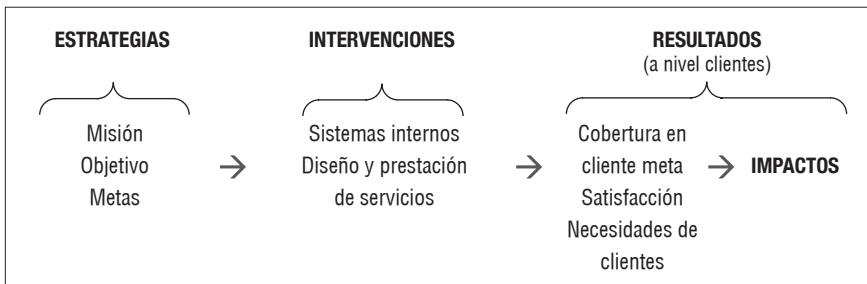 ESTRATEGIAS
INTERVENCIONES
RESULTADOS
(a nivel clientes)
Misión
Objetivo
Metas
→
Sistemas internos
Diseño y prestación
de servicios
→
Cobertura en
cliente meta
Satisfacción
Necesidades de
clientes
→
IMPACTOS